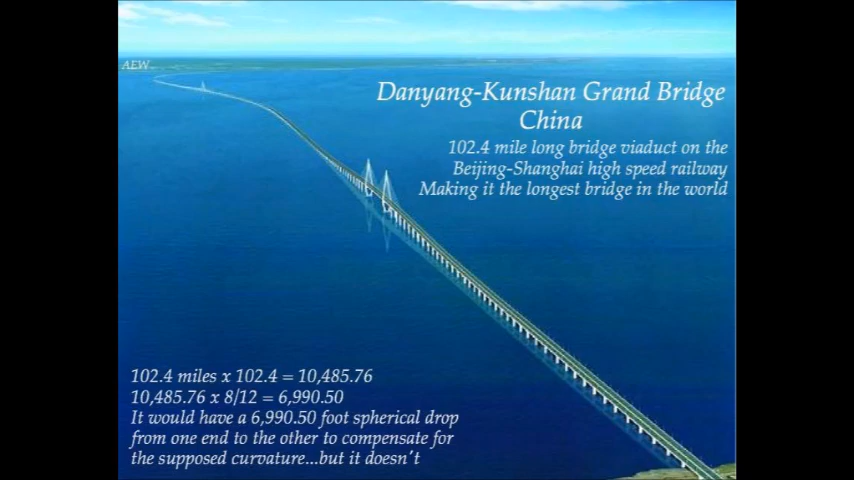 AEW
Danyang-Kunshan Grand Bridge
China
102.4 mile long bridge viaduct on the
Beijing-Shanghai high speed railway
Making it the longest bridge in the world
102.4 miles x 102.4 = 10,485.76
10,485.76 x 8/12 = 6,990.50
It would have a 6,990.50 foot spherical drop
from one end to the other to compensate for
the supposed curvature...but it doesn't